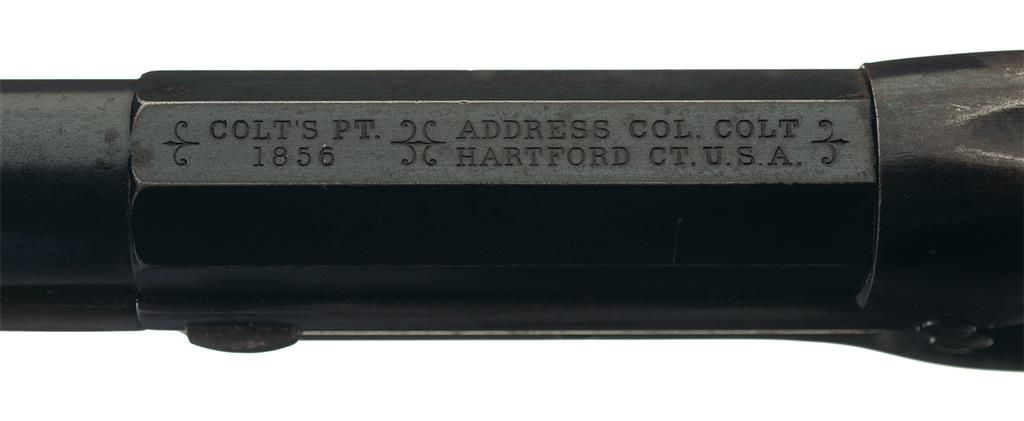 COLT'S PT.
1856
ADDRESS COL. COLT
HARTFORD CT. U.S.A.